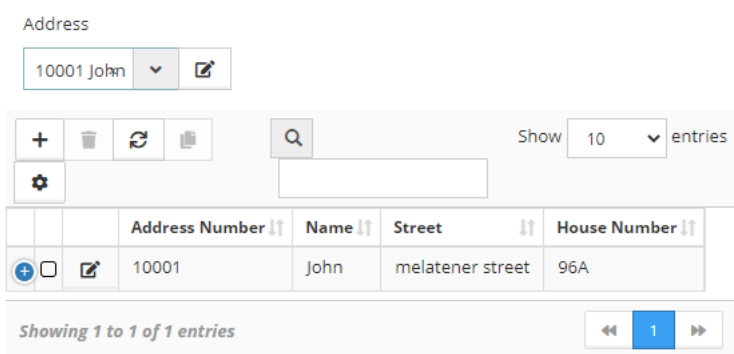 Address
10001 John
Show 10 entries
Address Number Name Street House Number
10001 John melatener street 96A
Showing 1 to 1 of 1 entries
1